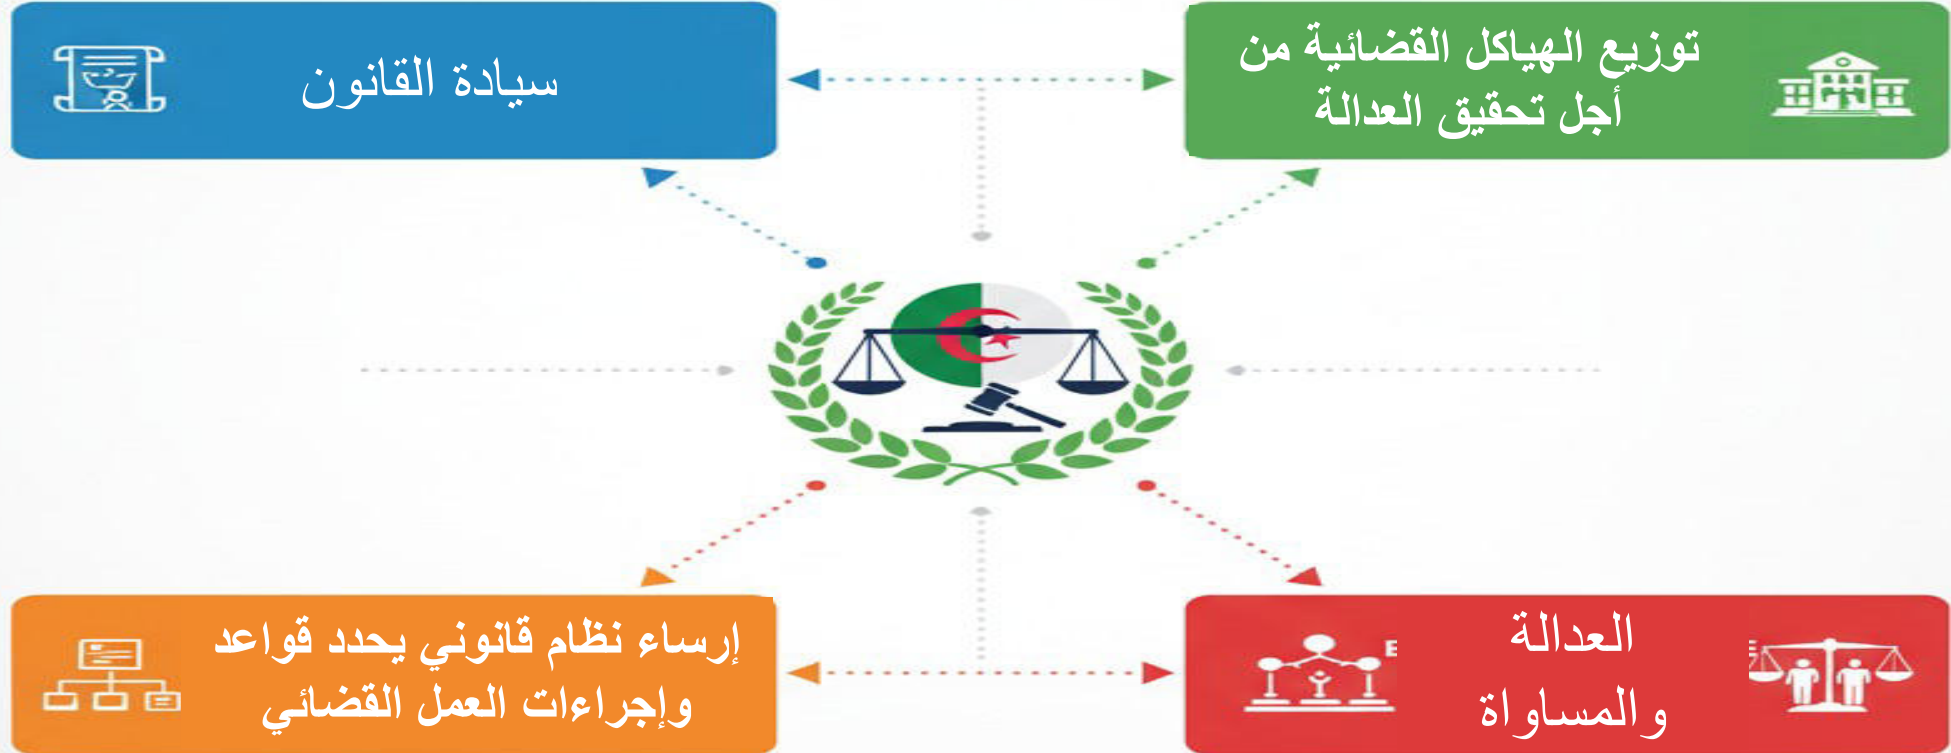 توزيع الهياكل القضائية من
أجل تحقيق العدالة
سيادة القانون
العدالة
والمساواة
إرساء نظام قانوني يحدد قواعد
وإجراءات العمل القضائي